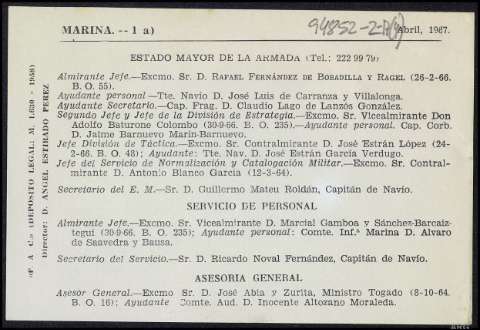 MARINA.--1 a)
94852-2-
Abril, 1967.
ESTADO MAYOR DE LA ARMADA (Tel.: 222 99 79)
Almirante Jefe.—Excmo. Sr. D. RAFAEL FERNÁNDEZ DE BOBADILLA Y RAGEL (26-2-66.
B. O. 55).
Ayudante personal—Tte. Navío D. José Luis de Carranza y Villalonga.
Ayudante Secretario.—Cap. Frag. D. Claudio Lago de Lanzós González.
Segundo Jefe y Jefe de la División de Estrategia.—Excmo. Sr. Vicealmirante Don
Adolfo Baturone Colombo (30-9-66. B. O. 235).—Ayudante personal. Cap. Corb.
D. Jaime Barnuevo Marín-Barnuevo.
Jefe División de Táctica.—Excmo. Sr. Contralmirante D. José Estrán López (24-
2-66. B. O. 48); Ayudante: Tte. Nav. D. José Estrán García Verdugo.
Jefe del Servicio de Normalización y Catalogación Militar.—Excmo. Sr. Contral-
mirante D. Antonio Blanco García (12-3-64).
Secretario del E. M.—Sr. D. Guillermo Mateu Roldán, Capitán de Navío.
SERVICIO DE PERSONAL
Almirante Jefe.—Excmo. Sr. Vicealmirante D. Marcial Gamboa y Sánchez-Barcaiz-
tegui (30-9-66. B. O. 235); Ayudante personal: Comte. Inf.ª Marina D. Alvaro
de Saavedra y Bausa.
Secretario del Servicio.—Sr. D. Ricardo Noval Fernández, Capitán de Navío.
ASESORIA GENERAL
Asesor General.—Excmo Sr. D. José Abia y Zurita, Ministro Togado (8-10-64.
B. O. 16); Ayudante Comte. Aud. D. Inocente Altozano Moraleda.
«F A C» (DEPOSITO LEGAL: M. 1.630 - 1958)
Director: D. ANGEL ESTIRADO PEREZ